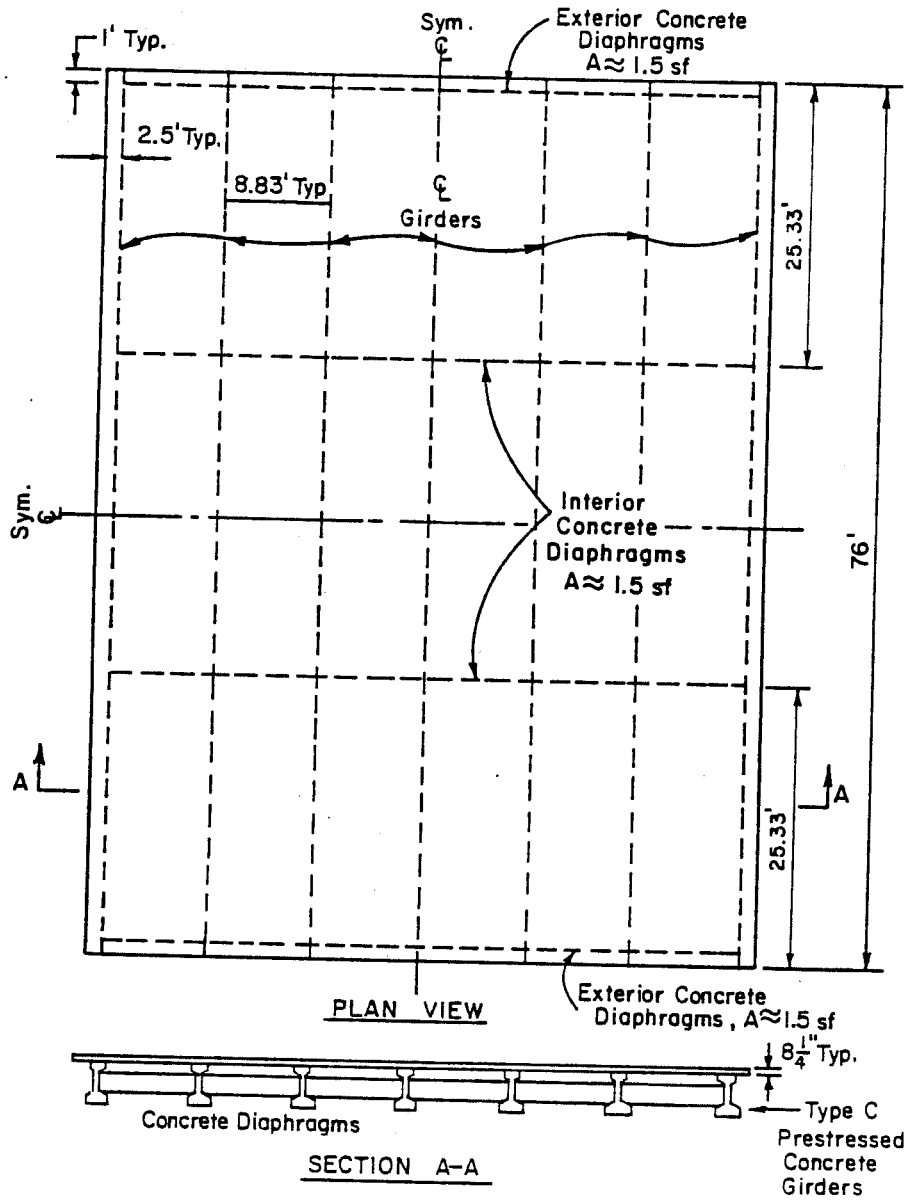 Sym.
℄
Exterior Concrete
Diaphragms
A ≈ 1.5 sf
1' Typ.
2.5' Typ.
8.83' Typ
℄
Girders
25.33'
Sym.
℄
Interior
Concrete
Diaphragms
A ≈ 1.5 sf
76'
A
A
25.33'
PLAN VIEW
Exterior Concrete
Diaphragms, A ≈ 1.5 sf
8 1/4" Typ.
Concrete Diaphragms
Type C
Prestressed
Concrete
Girders
SECTION A-A